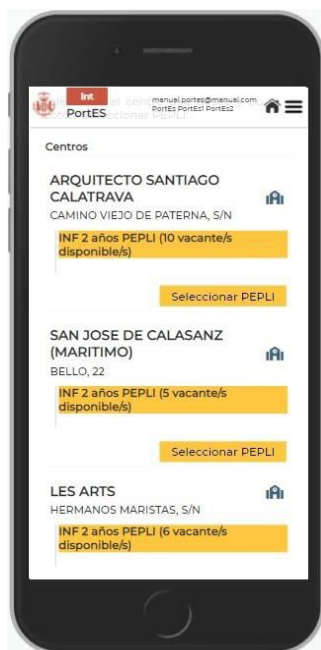 Int
PortES
manual.portes@manual.com
PortEs PortEs1 PortEs2
Centros
ARQUITECTO SANTIAGO
CALATRAVA
CAMINO VIEJO DE PATERNA, S/N
INF 2 años PEPLI (10 vacante/s
disponible/s)
Seleccionar PEPLI
SAN JOSE DE CALASANZ
(MARITIMO)
BELLO, 22
INF 2 años PEPLI (5 vacante/s
disponible/s)
Seleccionar PEPLI
LES ARTS
HERMANOS MARISTAS, S/N
INF 2 años PEPLI (6 vacante/s
disponible/s)